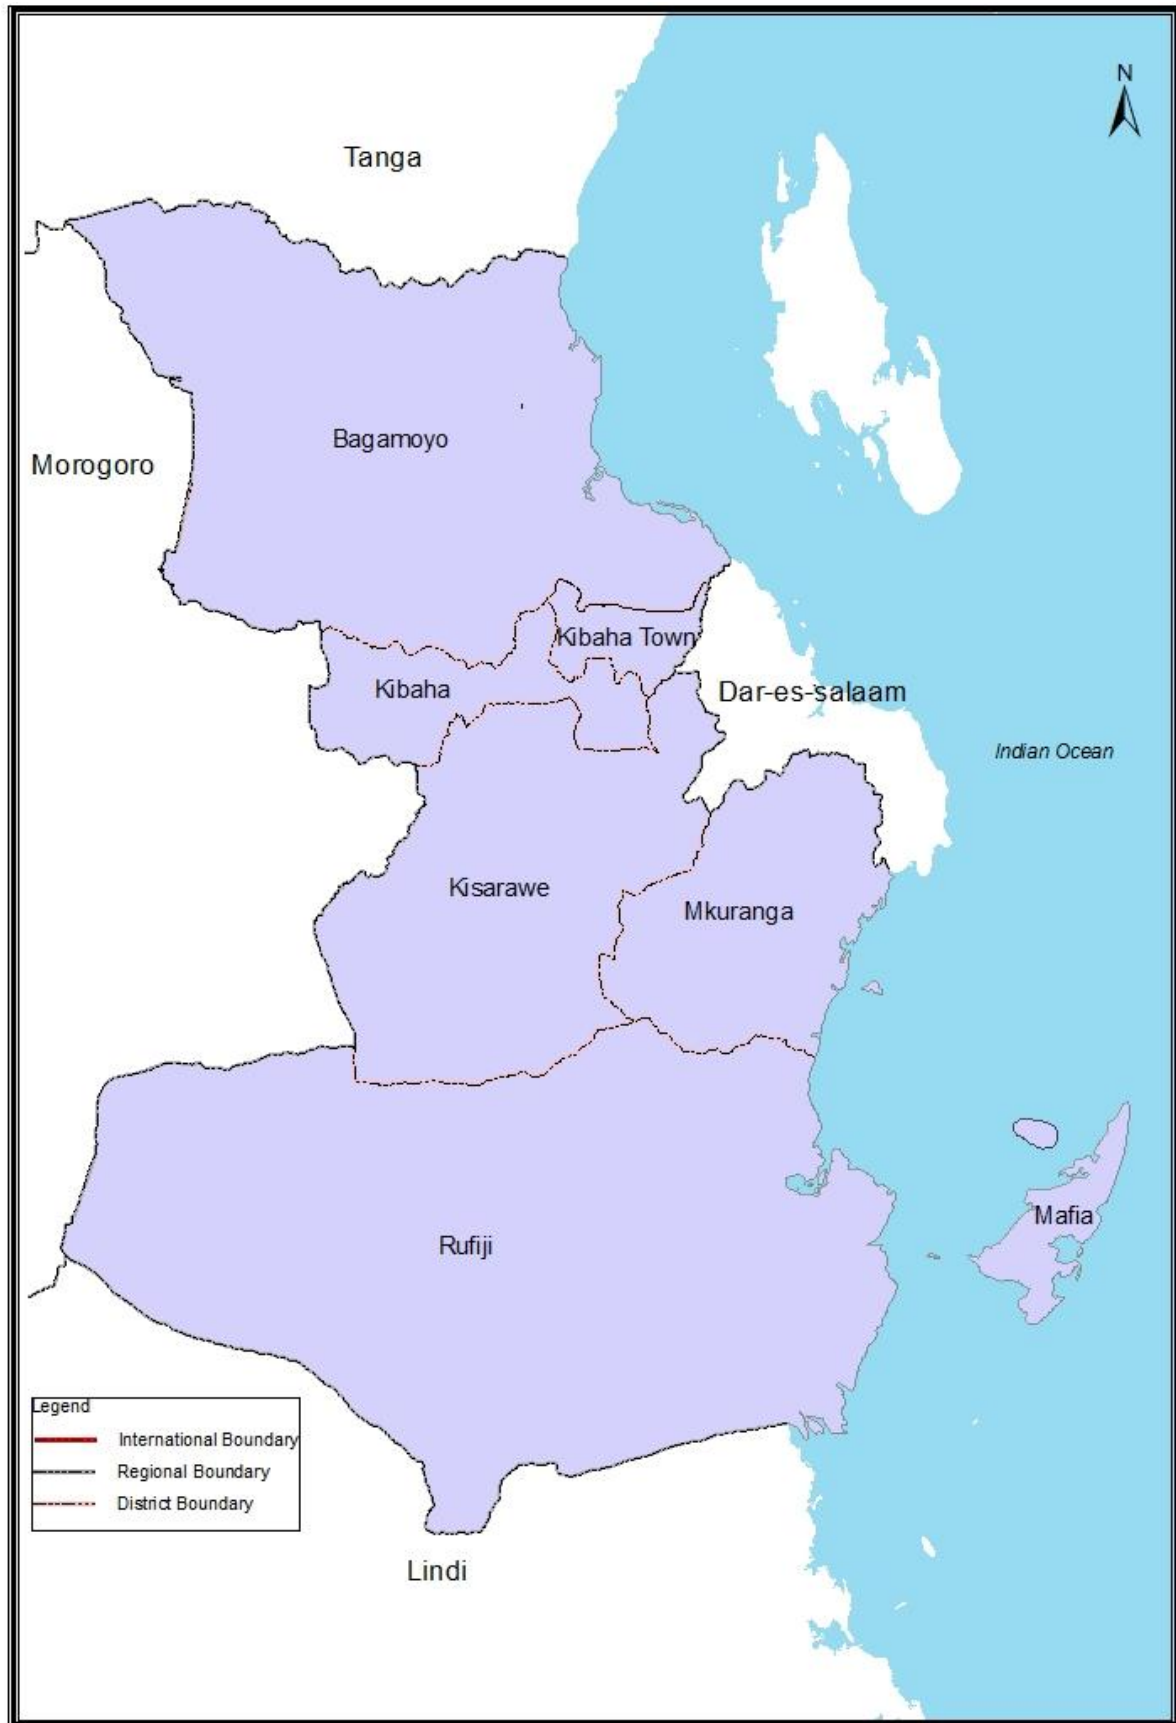 N
Tanga
Bagamoyo
Morogoro
Kibaha Town
Kibaha
Dar-es-salaam
Indian Ocean
Kisarawe
Mkuranga
Mafia
Rufiji
Legend
International Boundary
Regional Boundary
District Boundary
Lindi